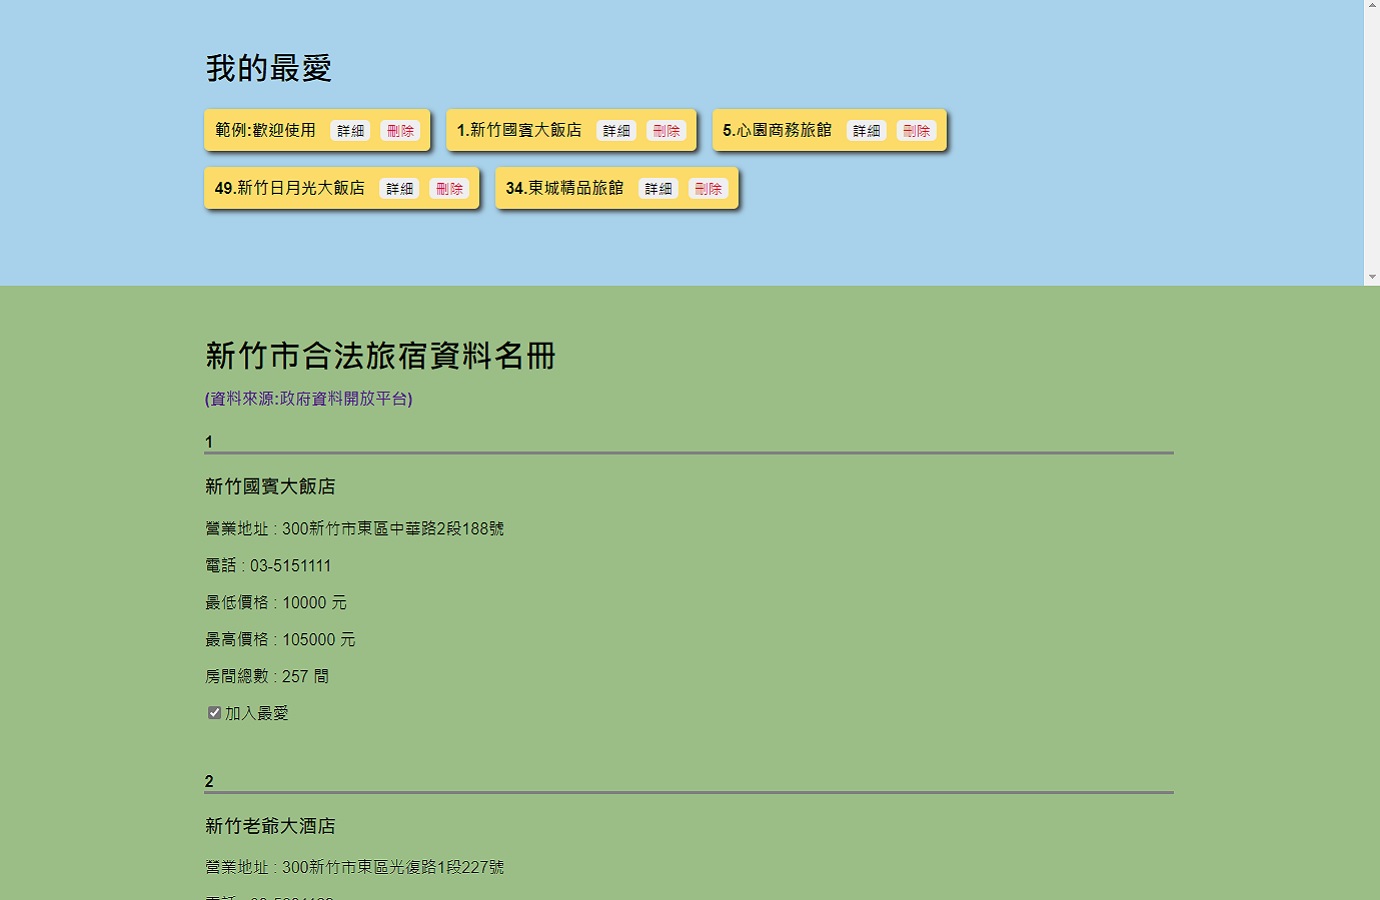 我的最愛
範例:歡迎使用 詳細 刪除 1.新竹國賓大飯店 詳細 刪除 5.心園商務旅館 詳細 刪除
49.新竹日月光大飯店 詳細 刪除 34.東城精品旅館 詳細 刪除
新竹市合法旅宿資料名冊
(資料來源:政府資料開放平台)
1
新竹國賓大飯店
營業地址 : 300新竹市東區中華路2段188號
電話 : 03-5151111
最低價格 : 10000 元
最高價格 : 105000 元
房間總數 : 257 間
加入最愛
2
新竹老爺大酒店
營業地址 : 300新竹市東區光復路1段227號